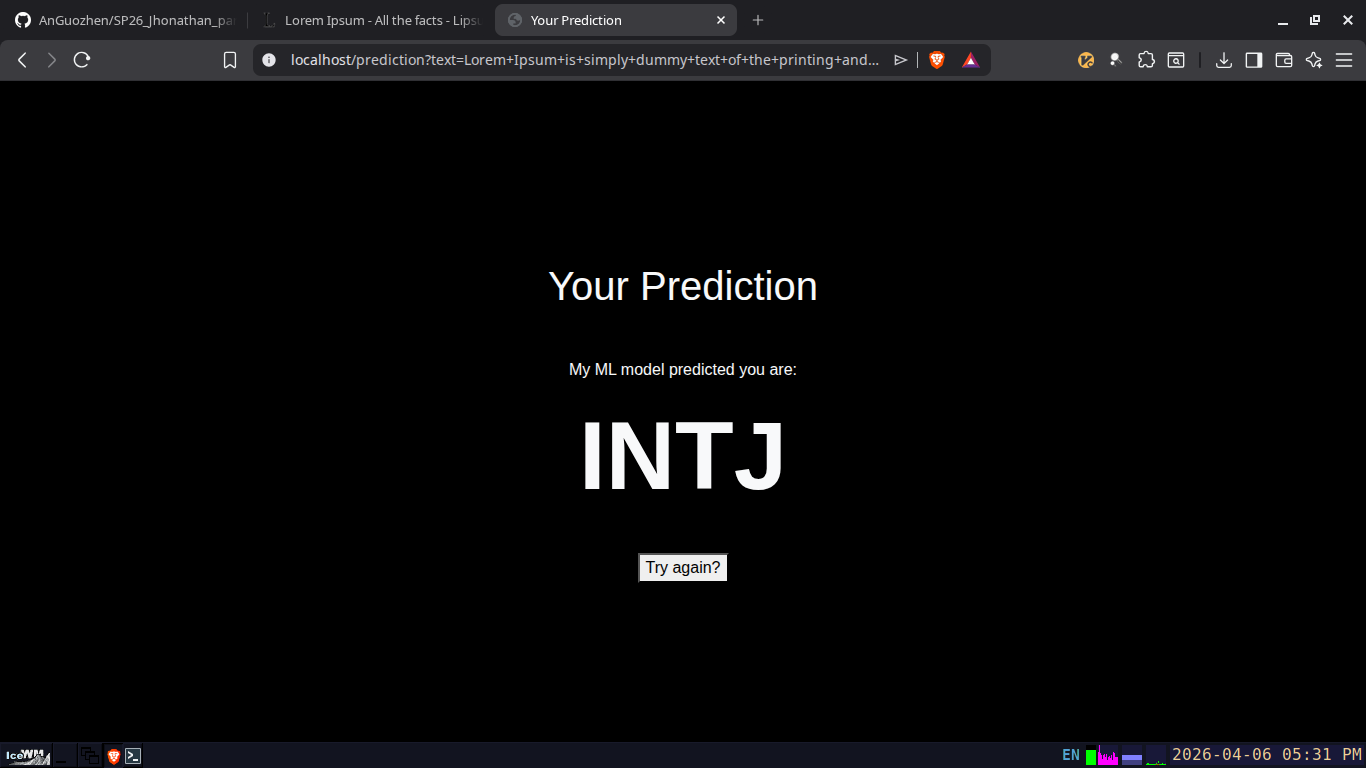 AnGuozhen/SP26_Jhonathan_pa
Lorem Ipsum - All the facts - Lips
Your Prediction
localhost/prediction?text=Lorem+Ipsum+is+simply+dummy+text+of+the+printing+and...
Your Prediction
My ML model predicted you are:
INTJ
Try again?
IceWM
EN
2026-04-06 05:31 PM